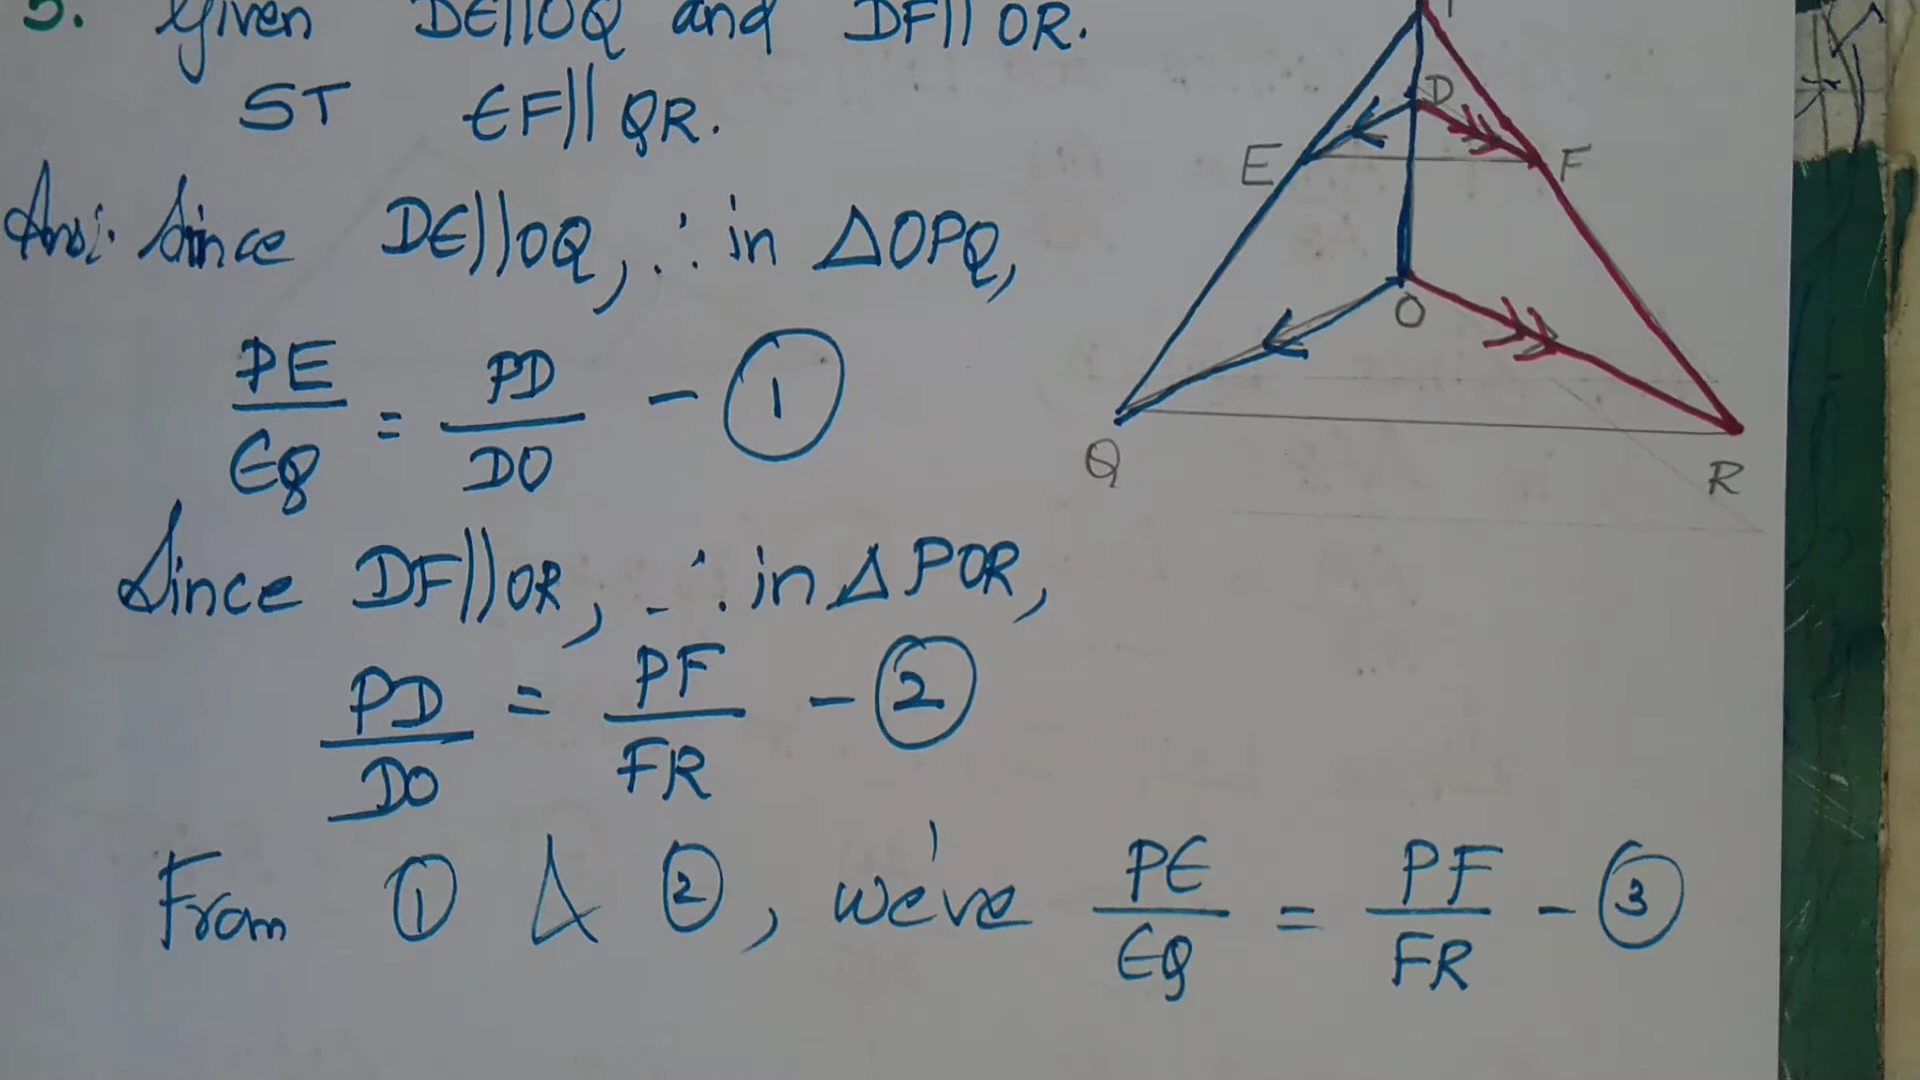 5. Given DE||OQ and DF|| OR.
ST EF|| QR.
Ans: Since DE||OQ, ∴ in △OPQ,
PE/EQ = PD/DO - ①
Since DF||OR, ∴ in △POR,
PD/DO = PF/FR - ②
From ① & ②, we've PE/EQ = PF/FR - ③
D
E
F
O
Q
R